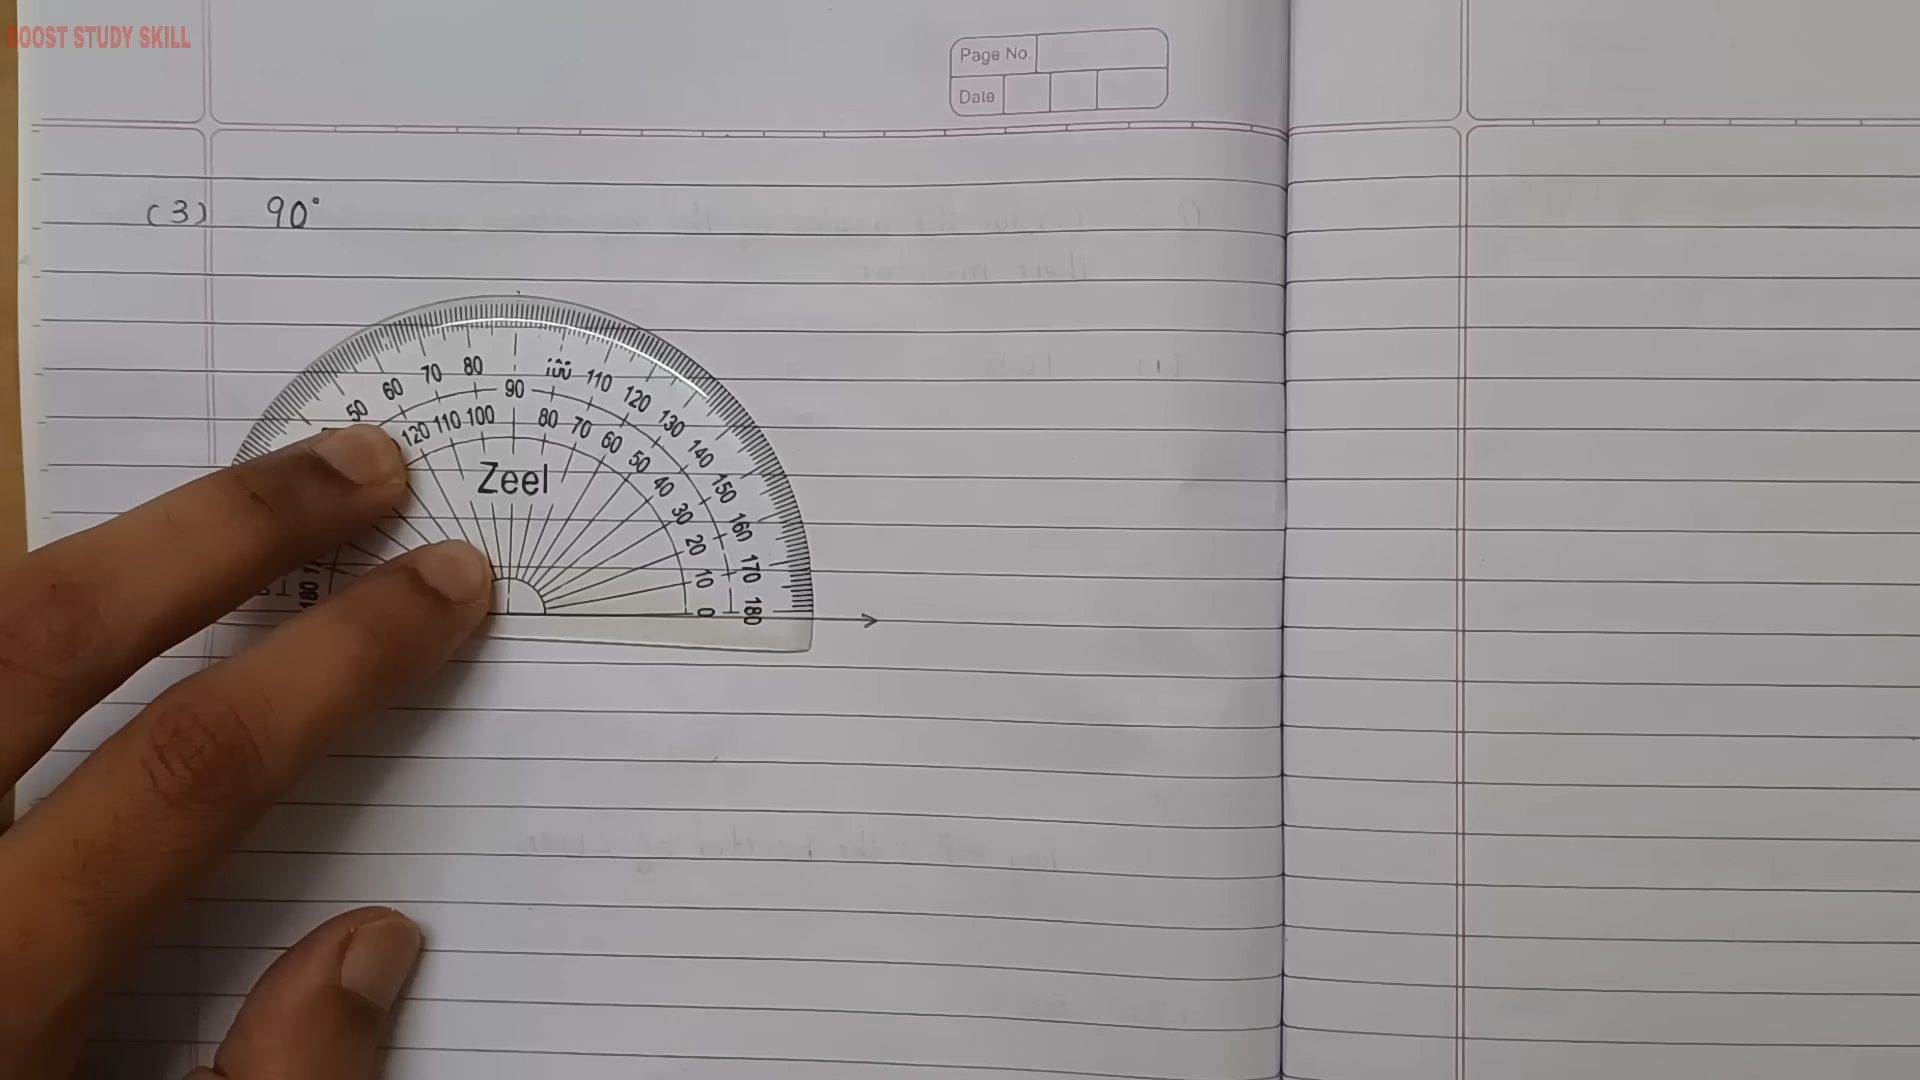 BOOST STUDY SKILL
Page No.
Date
(3) 90°
50 60 70 80 90 100 110 120 130 140 150 160 170 180
120 110 100 80 70 60 50 40 30 20 10 0
180
Zeel